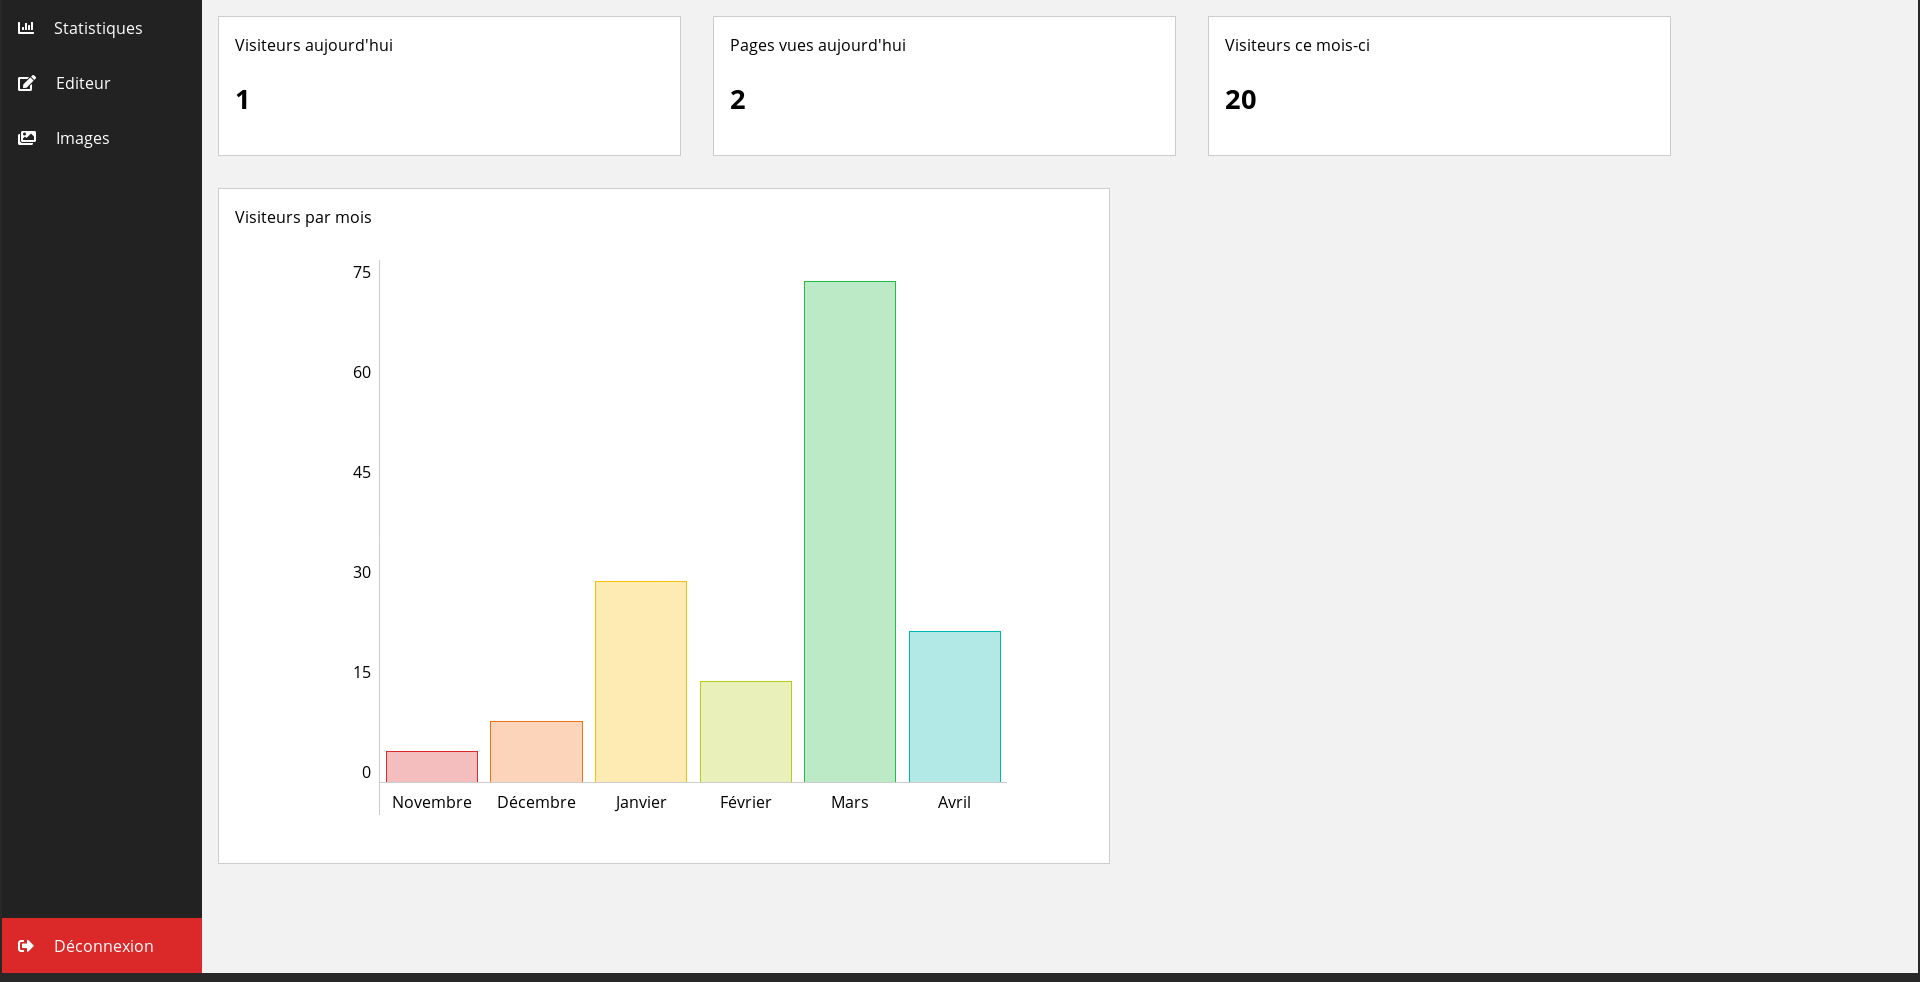 Statistiques
Editeur
Images
Déconnexion
Visiteurs aujourd'hui
1
Pages vues aujourd'hui
2
Visiteurs ce mois-ci
20
Visiteurs par mois
75
60
45
30
15
0
Novembre Décembre Janvier Février Mars Avril